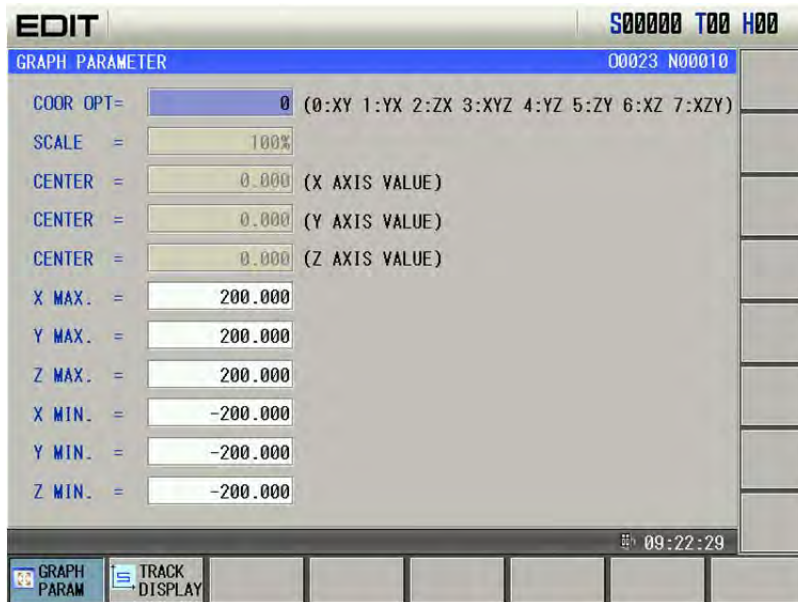 EDIT S00000 T00 H00
GRAPH PARAMETER O0023 N00010
COOR OPT= 0 (0:XY 1:YX 2:ZX 3:XYZ 4:YZ 5:ZY 6:XZ 7:XZY)
SCALE = 100%
CENTER = 0.000 (X AXIS VALUE)
CENTER = 0.000 (Y AXIS VALUE)
CENTER = 0.000 (Z AXIS VALUE)
X MAX. = 200.000
Y MAX. = 200.000
Z MAX. = 200.000
X MIN. = -200.000
Y MIN. = -200.000
Z MIN. = -200.000
09:22:29
GRAPH PARAM
TRACK DISPLAY